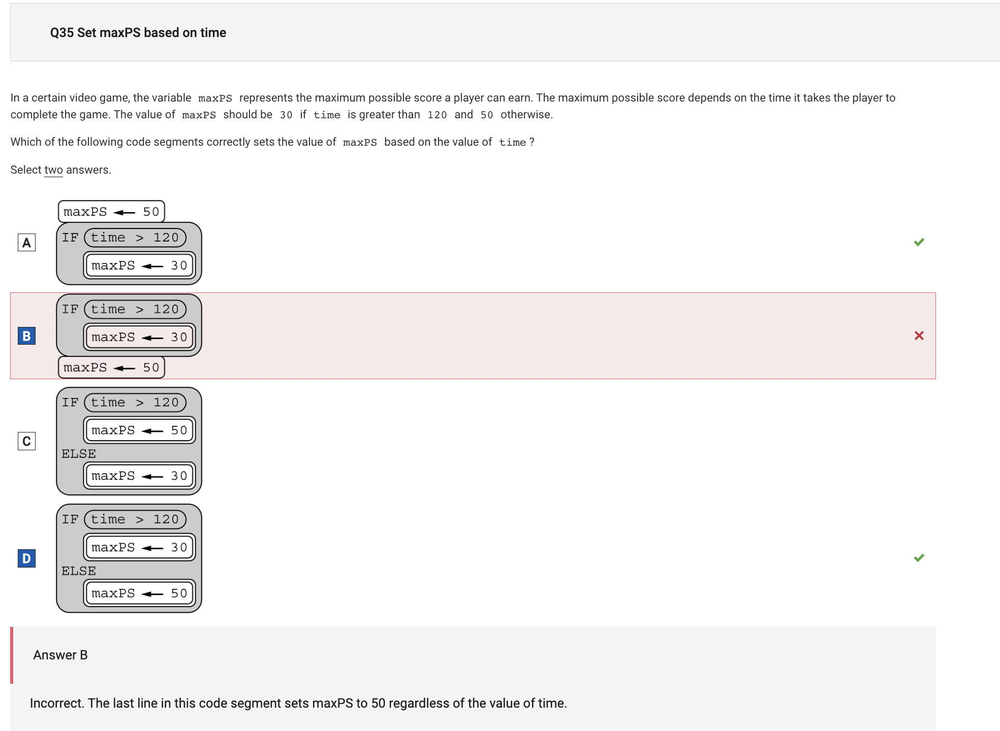 Q35 Set maxPS based on time
In a certain video game, the variable maxPS represents the maximum possible score a player can earn. The maximum possible score depends on the time it takes the player to
complete the game. The value of maxPS should be 30 if time is greater than 120 and 50 otherwise.
Which of the following code segments correctly sets the value of maxPS based on the value of time ?
Select two answers.
A
maxPS ← 50
IF time > 120
maxPS ← 30
B
IF time > 120
maxPS ← 30
maxPS ← 50
C
IF time > 120
maxPS ← 50
ELSE
maxPS ← 30
D
IF time > 120
maxPS ← 30
ELSE
maxPS ← 50
Answer B
Incorrect. The last line in this code segment sets maxPS to 50 regardless of the value of time.